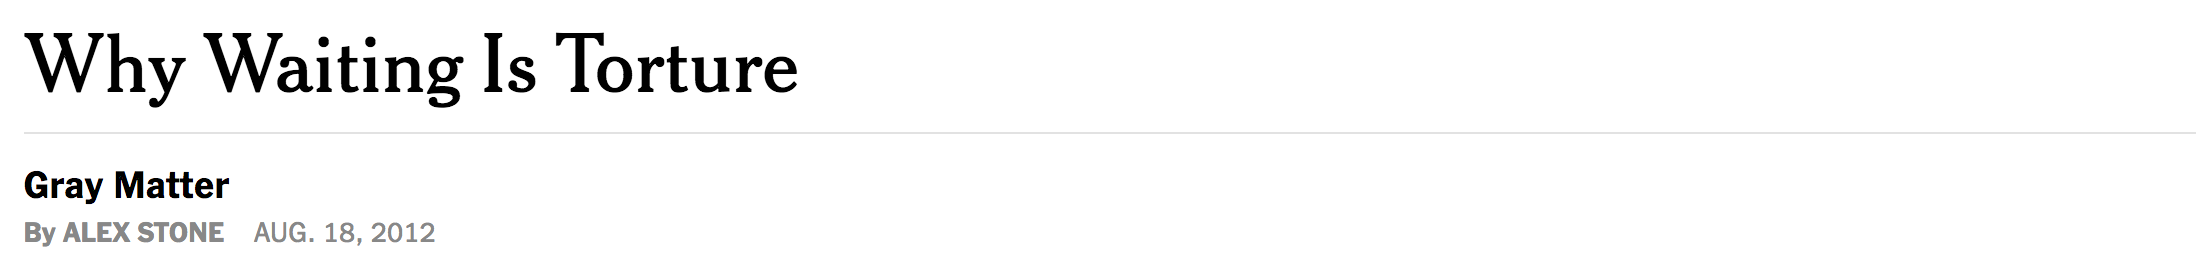 Why Waiting Is Torture
Gray Matter
By ALEX STONE AUG. 18, 2012